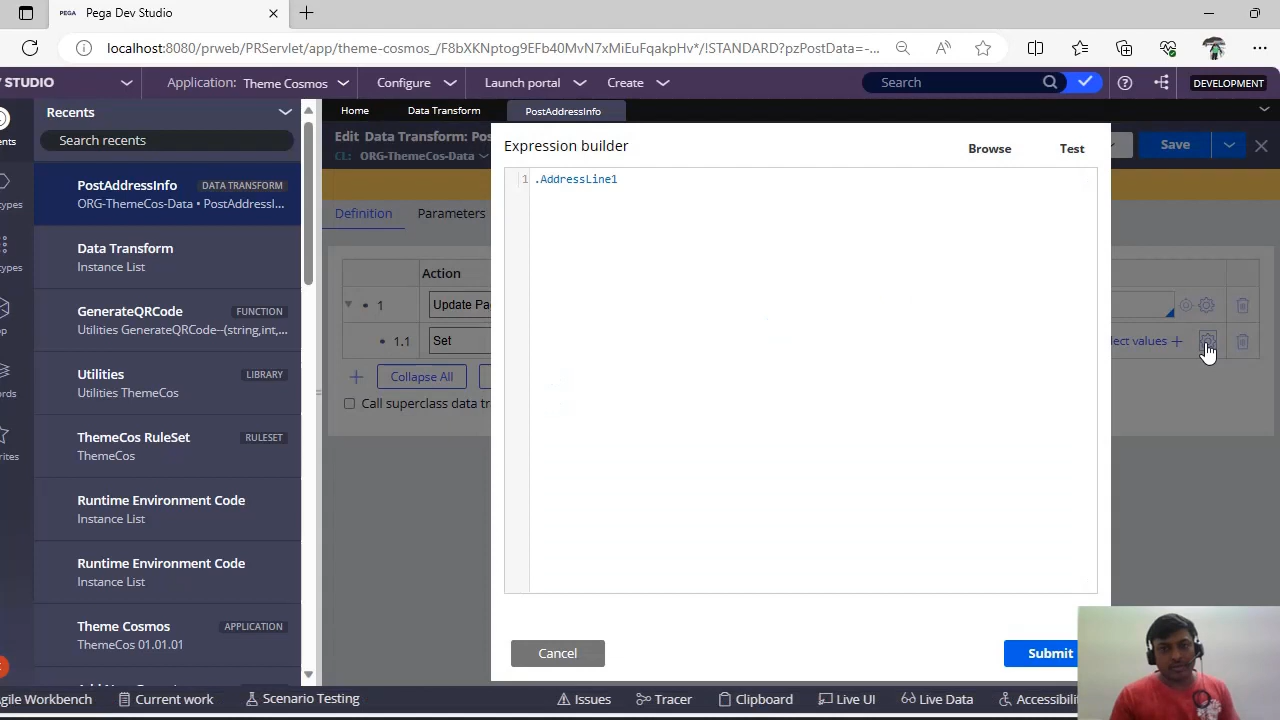 Pega Dev Studio
localhost:8080/prweb/PRServlet/app/theme-cosmos_/F8bXKNptog9EFb40MvN7xMiEuFqakpHv*/!STANDARD?pzPostData=-...
STUDIO
Application: Theme Cosmos
Configure
Launch portal
Create
Search
DEVELOPMENT
Recents
Search recents
PostAddressInfo DATA TRANSFORM
ORG-ThemeCos-Data • PostAddressI...
Data Transform
Instance List
GenerateQRCode FUNCTION
Utilities GenerateQRCode--(string,int,...
Utilities LIBRARY
Utilities ThemeCos
ThemeCos RuleSet RULESET
ThemeCos
Runtime Environment Code
Instance List
Runtime Environment Code
Instance List
Theme Cosmos APPLICATION
ThemeCos 01.01.01
Home
Data Transform
PostAddressInfo
Edit Data Transform: Pos
CL: ORG-ThemeCos-Data
Save
Definition
Parameters
Action
1 Update Pa
1.1 Set
lect values
Collapse All
Call superclass data tra
Expression builder
Browse
Test
1 .AddressLine1
Cancel
Submit
gile Workbench
Current work
Scenario Testing
Issues
Tracer
Clipboard
Live UI
Live Data
Accessibili